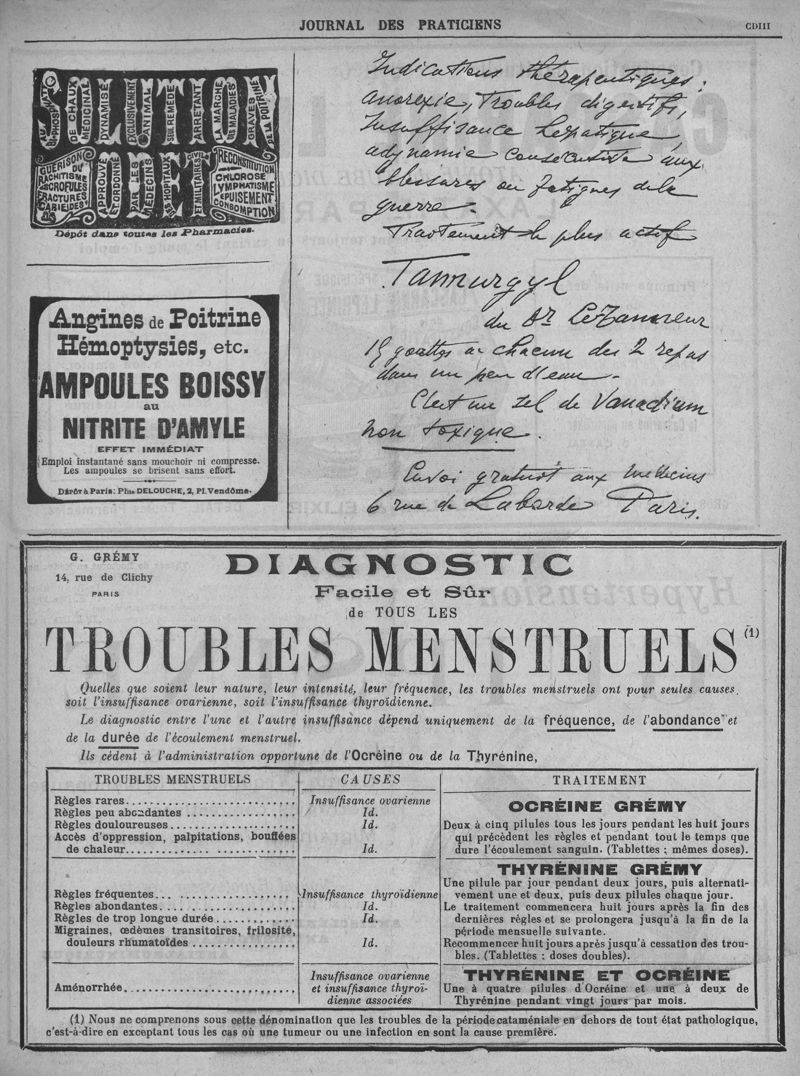 JOURNAL DES PRATICIENS
CDIII
SOLUTION
BI-PHOSPHATE
DE CHAUX
MÉDICINAL
DYNAMISÉ
EXCLUSIVEMENT
ANIMAL
SEUL REMÈDE
ARRÊTANT
LA MARCHE
DES MALADIES
GRAVES
DE LA POITRINE
GUÉRISON DU
RACHITISME
SCROFULES
FRACTURES
CARIE DES OS
APPROUVÉ
ORDONNÉ
PAR LES
MÉDECINS
DES HÔPITAUX
ET MILITAIRES
RECONSTITUTION
CHLOROSE
LYMPHATISME
EPUISEMENT
CONSOMPTION
Dépôt dans toutes les Pharmacies.
Angines de Poitrine
Hémoptysies, etc.
AMPOULES BOISSY
au
NITRITE D'AMYLE
EFFET IMMÉDIAT
Emploi instantané sans mouchoir ni compresse.
Les ampoules se brisent sans effort.
Dépôt à Paris: Phie DELOUCHE, 2, Pl. Vendôme.
Indications thérapeutiques:
anorexie, Troubles digestifs,
Insuffisance hépatique,
adynamie consécutive aux
blessures ou fatigues de la
guerre.
Traitement le plus actif
Tanurgyl
du Dr Le Tanneur
15 gouttes à chacun des 2 repas
dans un peu d'eau.
C'est un sel de Vanadium
non toxique.
Envoi gratuit aux médecins
6 rue de Laborde Paris.
G. GRÉMY
14, rue de Clichy
PARIS
DIAGNOSTIC
Facile et Sûr
de TOUS LES
TROUBLES MENSTRUELS (1)
Quelles que soient leur nature, leur intensité, leur fréquence, les troubles menstruels ont pour seules causes,
soit l'insuffisance ovarienne, soit l'insuffisance thyroïdienne.
Le diagnostic entre l'une et l'autre insuffisance dépend uniquement de la fréquence, de l'abondance et
de la durée de l'écoulement menstruel.
Ils cèdent à l'administration opportune de l'Ocréine ou de la Thyrénine,
TROUBLES MENSTRUELS CAUSES TRAITEMENT
Règles rares Insuffisance ovarienne
Règles peu abondantes Id.
Règles douloureuses Id.
Accès d'oppression, palpitations, bouffées
de chaleur Id.
OCRÉINE GRÉMY
Deux à cinq pilules tous les jours pendant les huit jours
qui précèdent les règles et pendant tout le temps que
dure l'écoulement sanguin. (Tablettes : mêmes doses).
Règles fréquentes Insuffisance thyroïdienne
Règles abondantes Id.
Règles de trop longue durée Id.
Migraines, œdèmes transitoires, frilosité,
douleurs rhumatoïdes Id.
THYRÉNINE GRÉMY
Une pilule par jour pendant deux jours, puis alternati-
vement une et deux, puis deux pilules chaque jour.
Le traitement commencera huit jours après la fin des
dernières règles et se prolongera jusqu'à la fin de la
période mensuelle suivante.
Recommencer huit jours après jusqu'à cessation des trou-
bles. (Tablettes : doses doubles).
Aménorrhée
Insuffisance ovarienne
et insuffisance thyroï-
dienne associées
THYRÉNINE ET OCRÉINE
Une à quatre pilules d'Ocréine et une à deux de
Thyrénine pendant vingt jours par mois.
(1) Nous ne comprenons sous cette dénomination que les troubles de la période cataméniale en dehors de tout état pathologique,
c'est-à-dire en exceptant tous les cas où une tumeur ou une infection en sont la cause première.